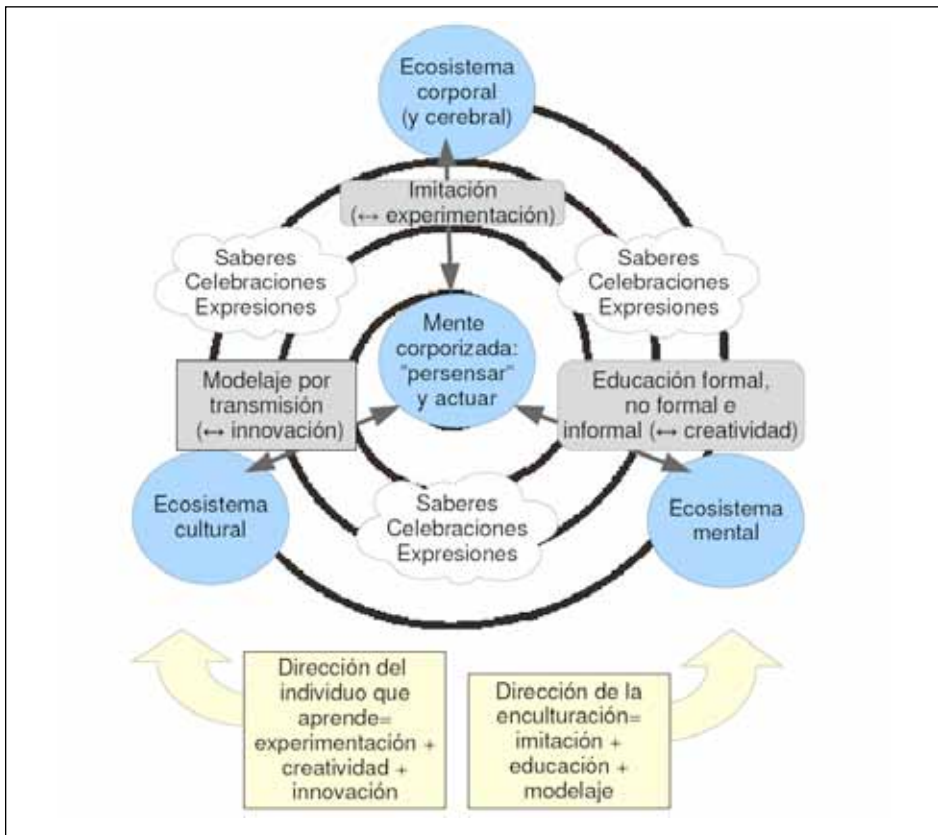 Ecosistema
corporal
(y cerebral)
Imitación
(↔ experimentación)
Saberes
Celebraciones
Expresiones
Saberes
Celebraciones
Expresiones
Mente
corporizada:
"persensar"
y actuar
Modelaje por
transmisión
(↔ innovación)
Educación formal,
no formal e
informal (↔ creatividad)
Ecosistema
cultural
Saberes
Celebraciones
Expresiones
Ecosistema
mental
Dirección del
individuo que
aprende=
experimentación +
creatividad +
innovación
Dirección de la
enculturación=
imitación +
educación +
modelaje